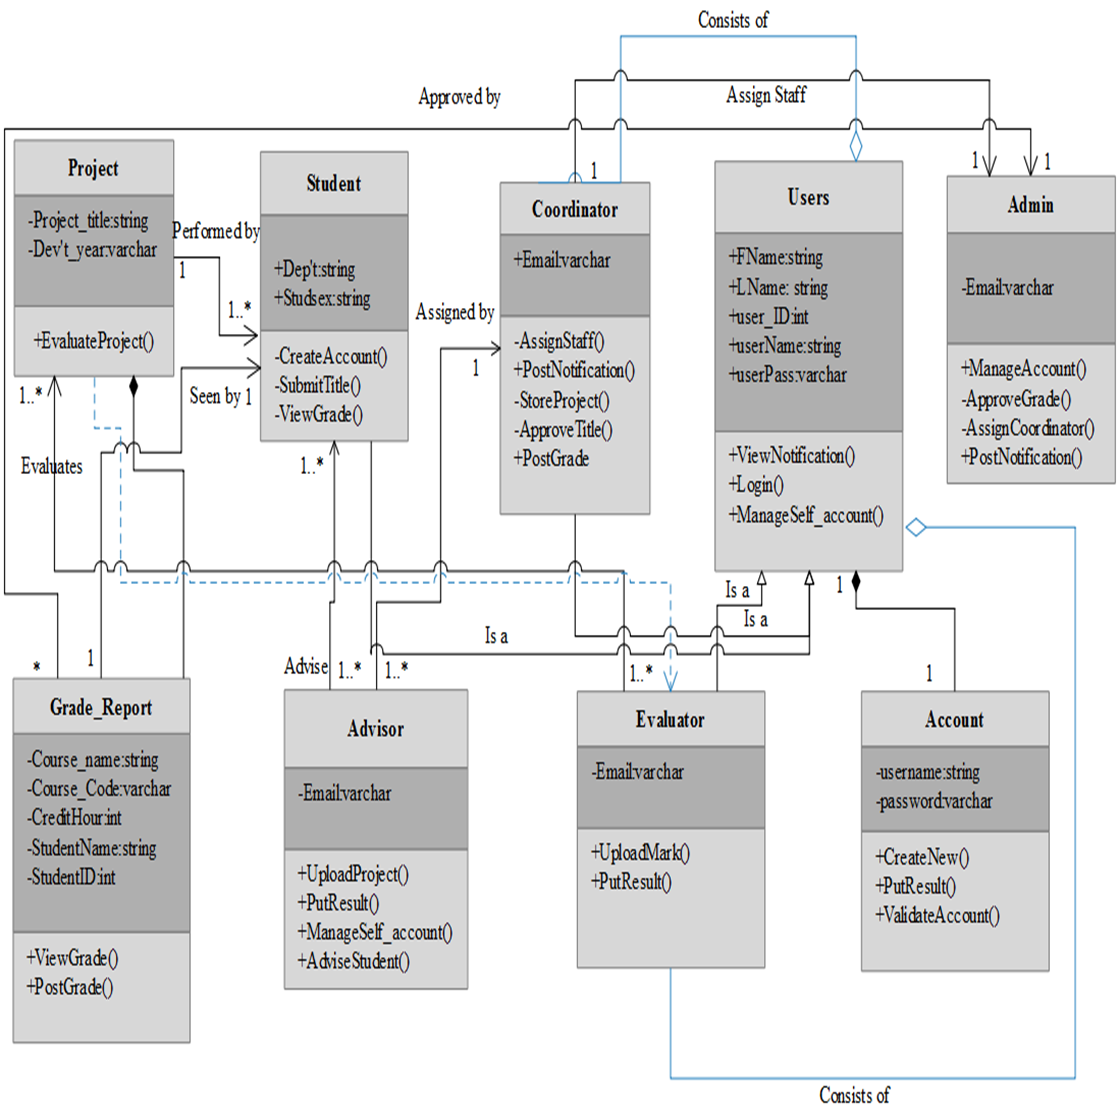 Consists of
Approved by
Assign Staff
1
1
1
Project
-Project_title:string
-Dev't_year:varchar
+EvaluateProject()
Performed by
1
1..*
Student
+Dep't:string
+Studsex:string
-CreateAccount()
-SubmitTitle()
-ViewGrade()
Seen by 1
Coordinator
+Email:varchar
-AssignStaff()
+PostNotification()
-StoreProject()
-ApproveTitle()
+PostGrade
Assigned by
1
Users
+FName:string
+LName: string
+user_ID:int
+userName:string
+userPass:varchar
+ViewNotification()
+Login()
+ManageSelf_account()
Admin
-Email:varchar
+ManageAccount()
-ApproveGrade()
-AssignCoordinator()
+PostNotification()
1..*
Evaluates
1..*
Is a
Is a
1
Is a
*
1
Advise
1..*
1..*
1..*
1
Grade_Report
-Course_name:string
-Course_Code:varchar
-CreditHour:int
-StudentName:string
-StudentID:int
+ViewGrade()
+PostGrade()
Advisor
-Email:varchar
+UploadProject()
+PutResult()
+ManageSelf_account()
+AdviseStudent()
Evaluator
-Email:varchar
+UploadMark()
+PutResult()
Account
-username:string
-password:varchar
+CreateNew()
+PutResult()
+ValidateAccount()
Consists of